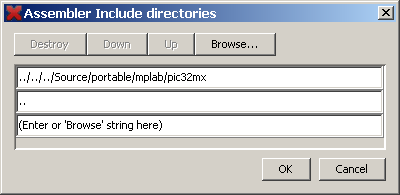 Assembler Include directories
Destroy Down Up Browse...
../../../Source/portable/mplab/pic32mx
..
(Enter or 'Browse' string here)
OK Cancel